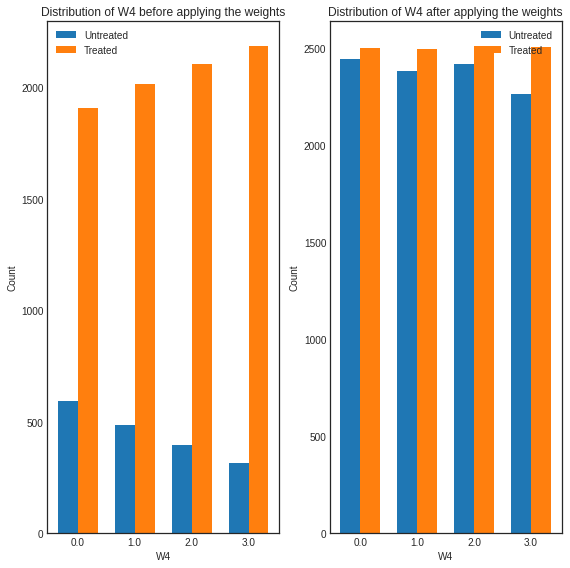 Distribution of W4 before applying the weights
Untreated
Treated
2000
1500
1000
500
0
Count
0.0 1.0 2.0 3.0
W4
Distribution of W4 after applying the weights
Untreated
Treated
2500
2000
1500
1000
500
0
Count
0.0 1.0 2.0 3.0
W4